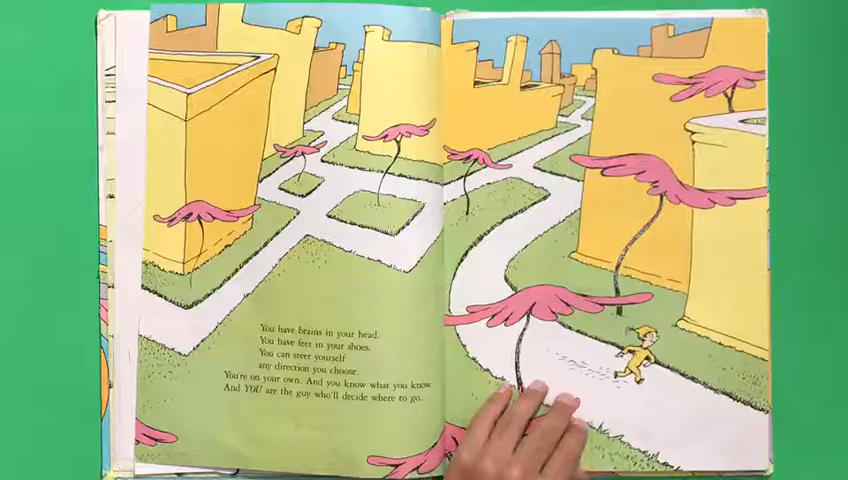 You have brains in your head.
You have feet in your shoes.
You can steer yourself
any direction you choose.
You're on your own. And you know what you know.
And YOU are the guy who'll decide where to go.